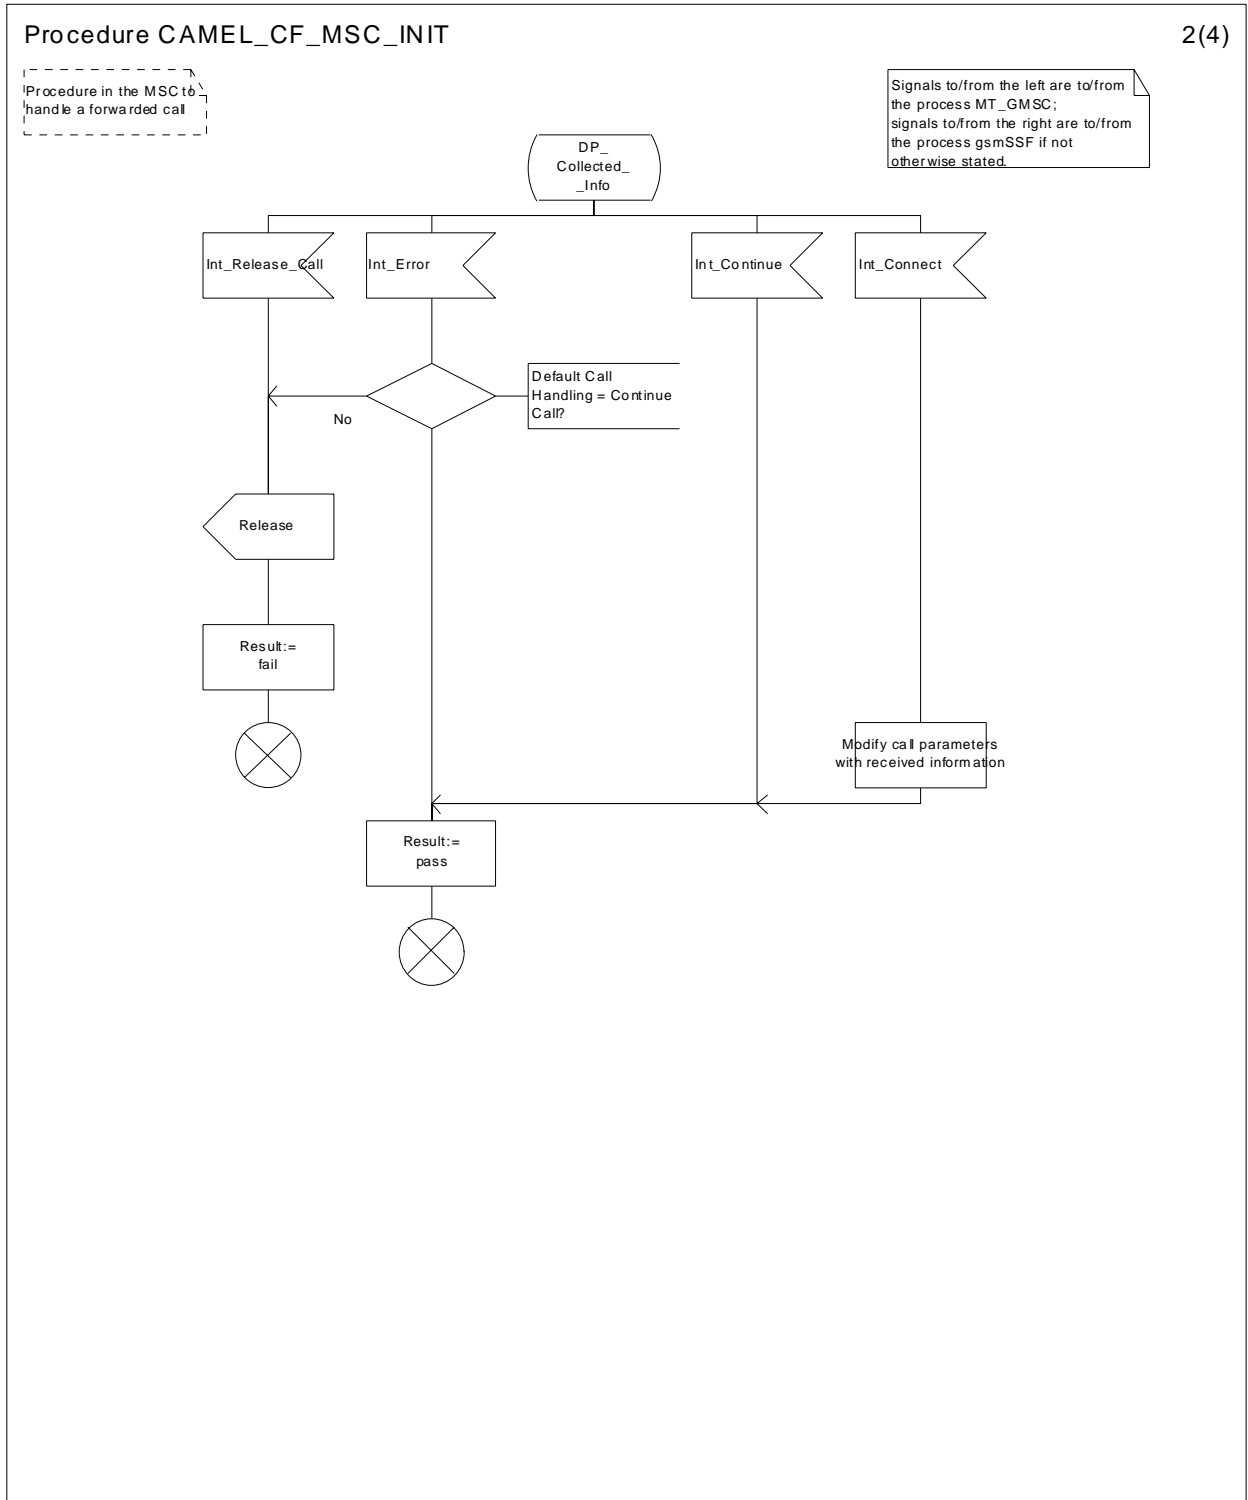 Procedure CAMEL_CF_MSC_INIT
2(4)
Procedure in the MSC to
handle a forwarded call
Signals to/from the left are to/from
the process MT_GMSC;
signals to/from the right are to/from
the process gsmSSF if not
otherwise stated.
DP_
Collected_
_Info
Int_Release_Call
Int_Error
Int_Continue
Int_Connect
Default Call
Handling = Continue
Call?
No
Release
Result:=
fail
Modify call parameters
with received information
Result:=
pass